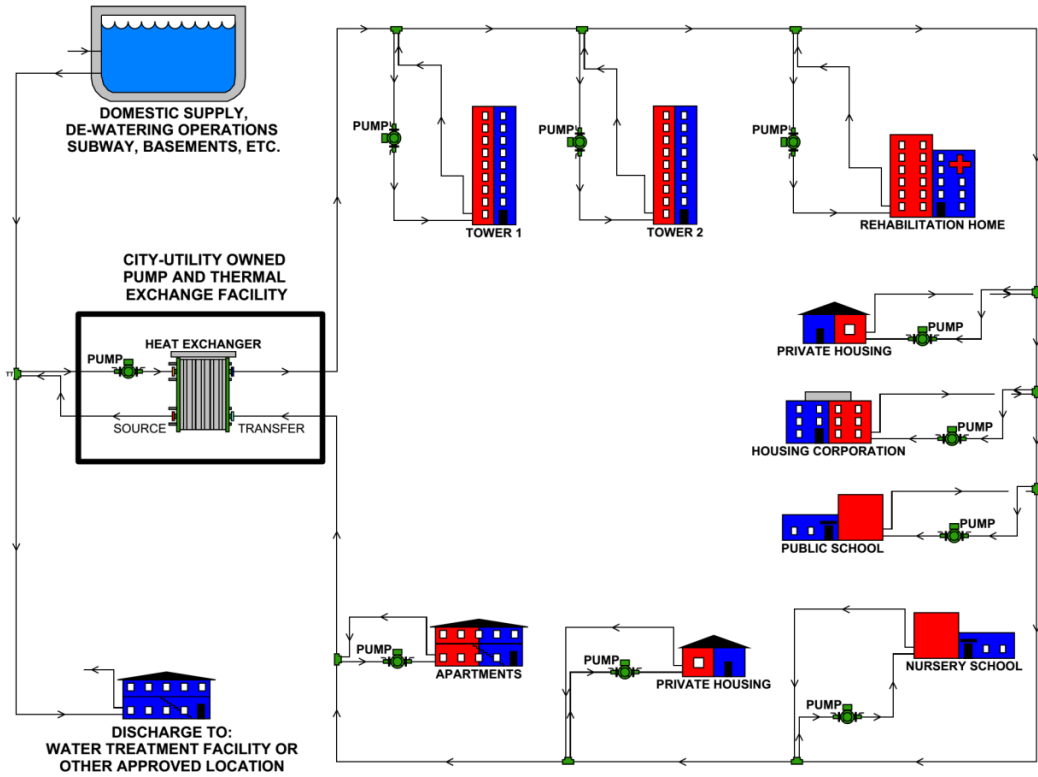 DOMESTIC SUPPLY,
DE-WATERING OPERATIONS
SUBWAY, BASEMENTS, ETC.
PUMP
TOWER 1
PUMP
TOWER 2
PUMP
REHABILITATION HOME
CITY-UTILITY OWNED
PUMP AND THERMAL
EXCHANGE FACILITY
HEAT EXCHANGER
PUMP
SOURCE
TRANSFER
PUMP
PRIVATE HOUSING
PUMP
HOUSING CORPORATION
PUMP
PUBLIC SCHOOL
PUMP
APARTMENTS
PUMP
PRIVATE HOUSING
PUMP
NURSERY SCHOOL
DISCHARGE TO:
WATER TREATMENT FACILITY OR
OTHER APPROVED LOCATION